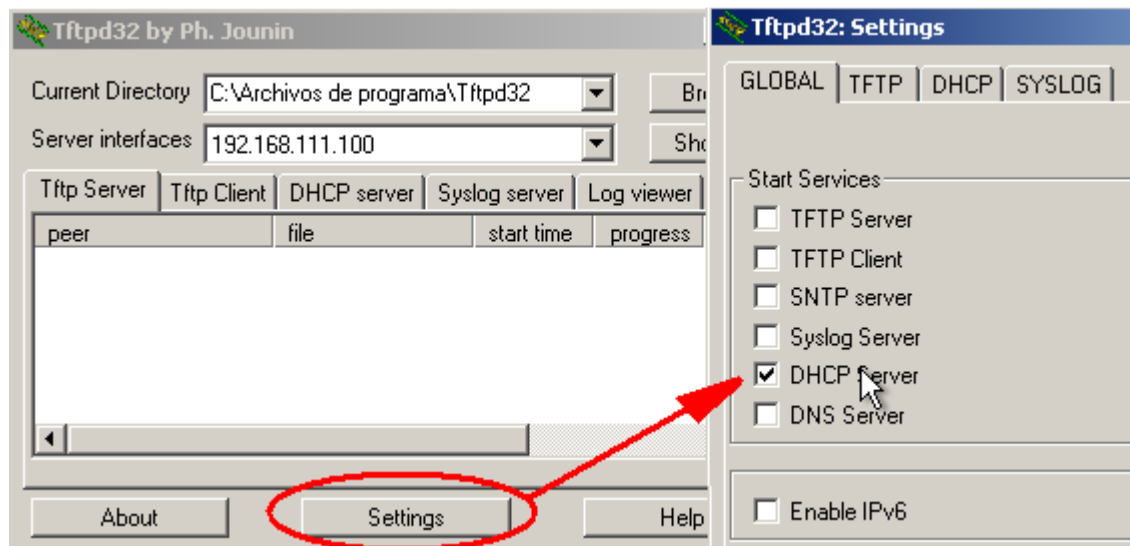 Tftpd32 by Ph. Jounin
Current Directory C:\Archivos de programa\Tftpd32
Server interfaces 192.168.111.100
Tftp Server Tftp Client DHCP server Syslog server Log viewer
peer file start time progress
About Settings Help
Tftpd32: Settings
GLOBAL TFTP DHCP SYSLOG
Start Services
TFTP Server
TFTP Client
SNTP server
Syslog Server
DHCP Server
DNS Server
Enable IPv6